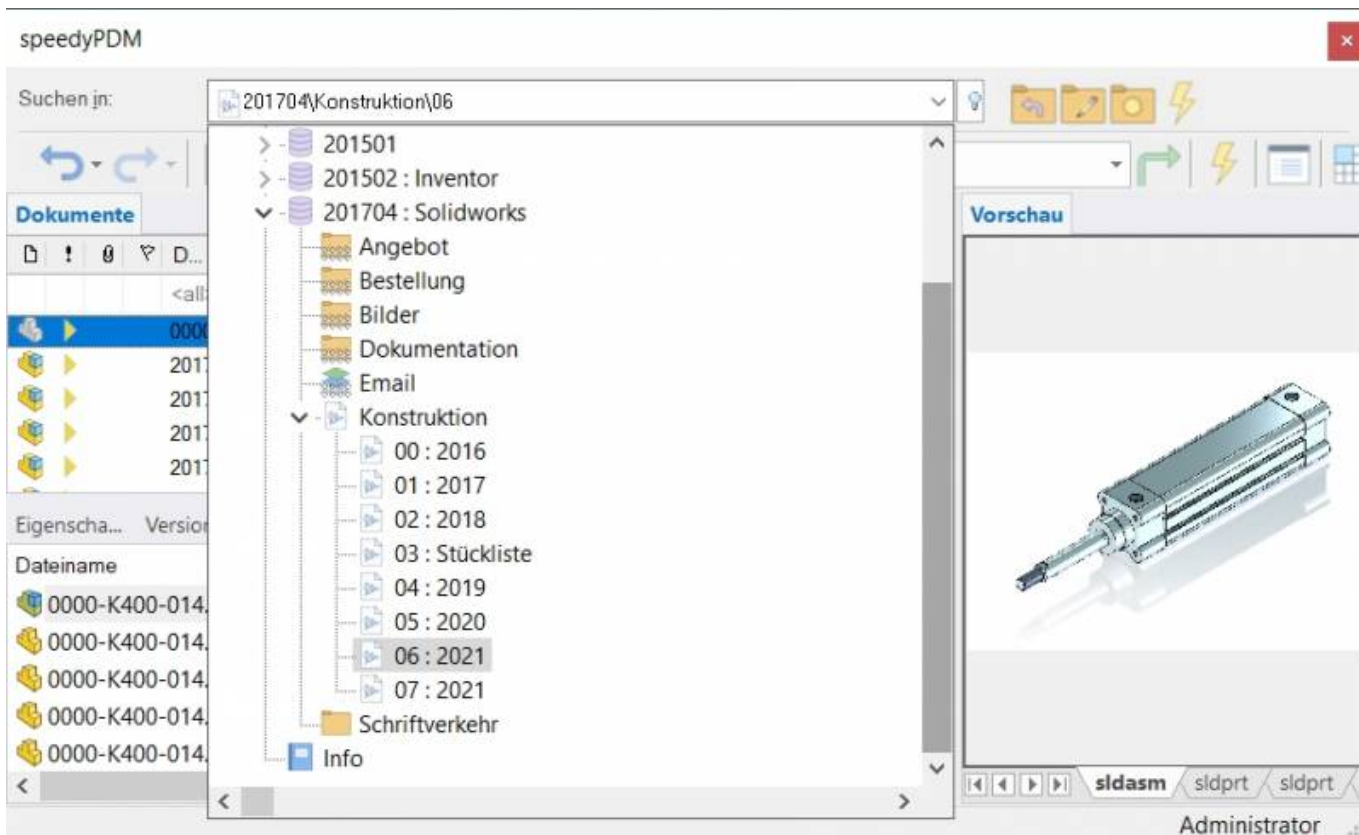 speedyPDM
Suchen in:
201704\Konstruktion\06
201501
201502 : Inventor
201704 : Solidworks
Angebot
Bestellung
Bilder
Dokumentation
Email
Konstruktion
00 : 2016
01 : 2017
02 : 2018
03 : Stückliste
04 : 2019
05 : 2020
06 : 2021
07 : 2021
Schriftverkehr
Info
Dokumente
! D...
<all
0000
201
201
201
201
Eigenscha... Version
Dateiname
0000-K400-014.
0000-K400-014.
0000-K400-014.
0000-K400-014.
0000-K400-014.
Vorschau
sldasm sldprt sldprt
Administrator